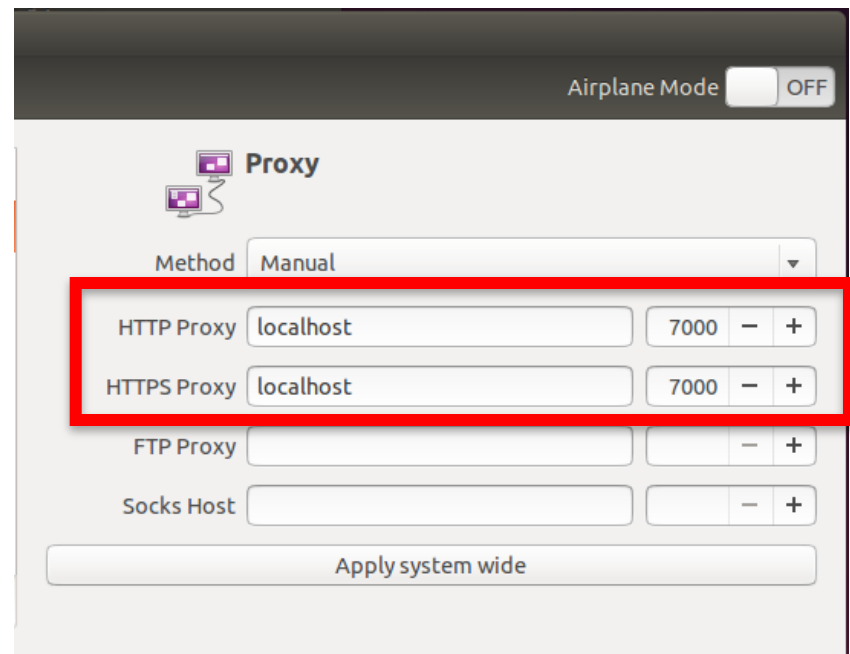 Airplane Mode OFF
Proxy
Method Manual
HTTP Proxy localhost 7000 − +
HTTPS Proxy localhost 7000 − +
FTP Proxy − +
Socks Host − +
Apply system wide